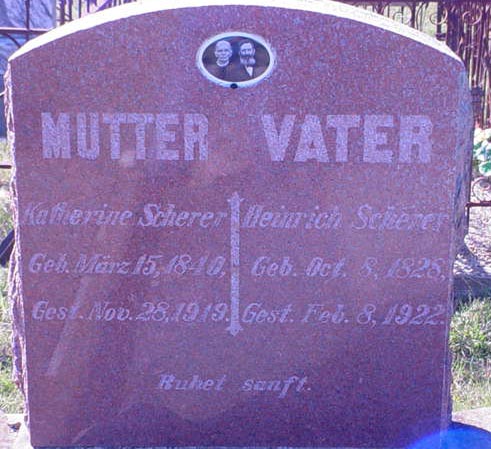 MUTTER VATER
Katherine Scherer Heinrich Scherer
Geb. März 15, 1840. Geb. Oct. 8, 1828.
Gest. Nov. 28, 1919. Gest. Feb. 8, 1922.
Ruhet sanft.